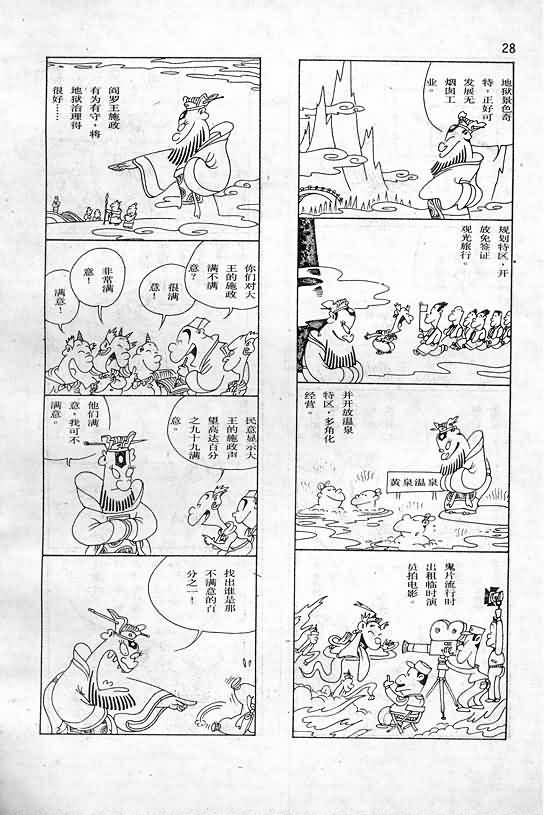 28
地狱景色奇
特，正好可
发展无
烟囱工
业。
规划特区，开
放免签证
观光旅行。
并开放温泉
特区，多角化
经营。
黄泉温泉
鬼片流行时
出租临时演
员拍电影。
阎罗王施政
有为有守，将
地狱治理得
很好……
你们对大
王的施政
满不满
意？
很满
意！
非常满
意！
满意！
民意显示大
王的施政声
望高达百分
之九十九满
意。
他们满
意，我可不
满意。
找出谁是那
不满意的百
分之一！